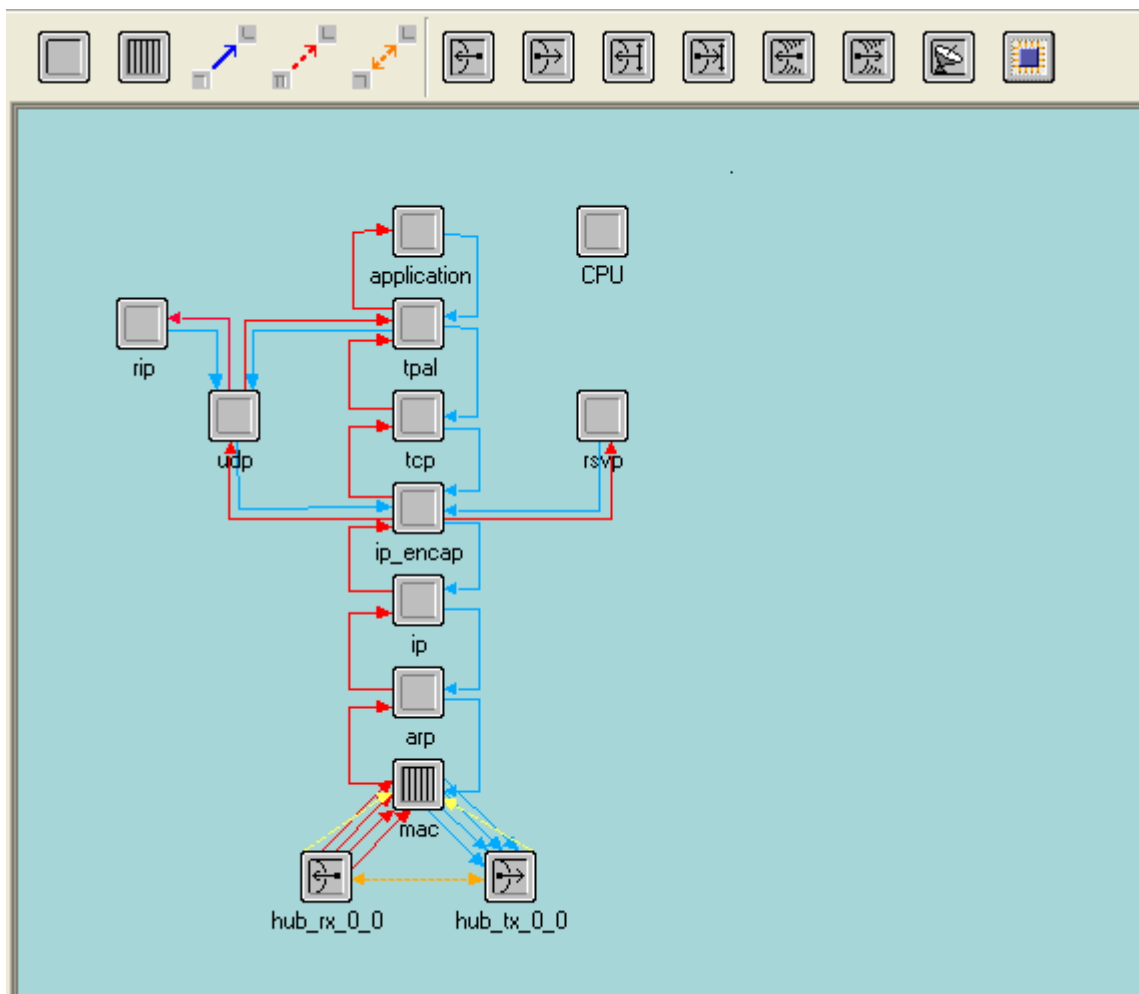 application
CPU
rip
tpal
udp
tcp
rsvp
ip_encap
ip
arp
mac
hub_rx_0_0
hub_tx_0_0